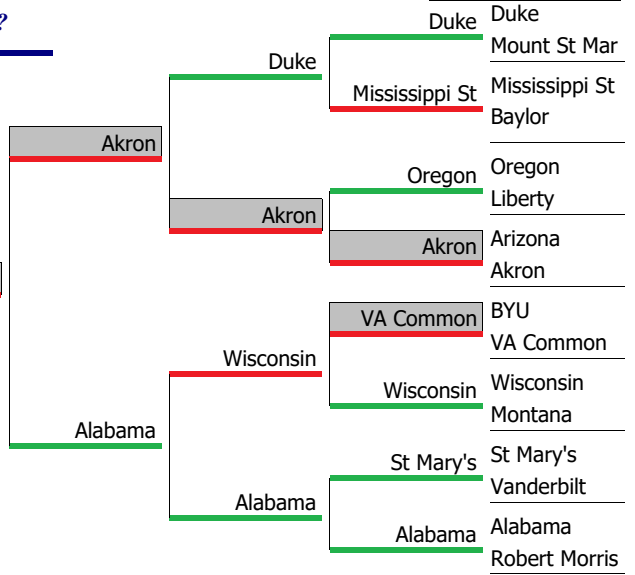 ?
Duke
Duke
Mount St Mar
Duke
Mississippi St
Mississippi St
Baylor
Akron
Oregon
Oregon
Liberty
Akron
Akron
Arizona
Akron
VA Common
BYU
VA Common
Wisconsin
Wisconsin
Wisconsin
Montana
Alabama
St Mary's
St Mary's
Vanderbilt
Alabama
Alabama
Alabama
Robert Morris